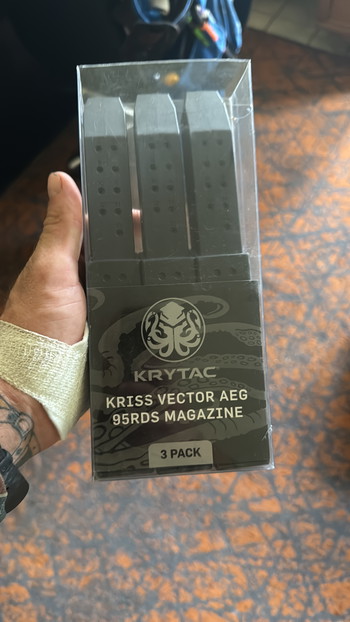 KRYTAC
KRISS VECTOR AEG
95RDS MAGAZINE
3 PACK